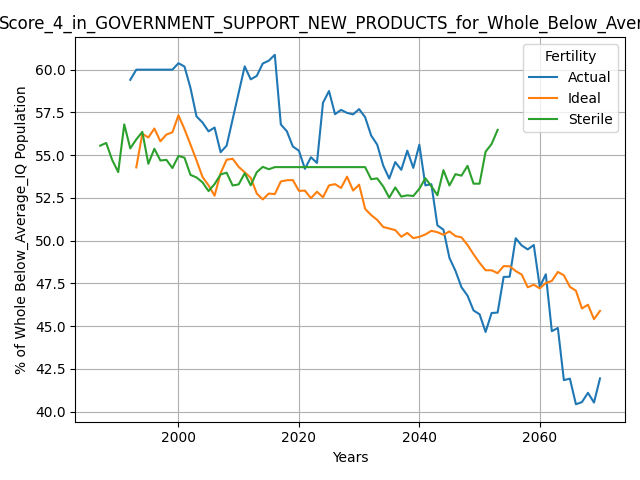 Score_4_in_GOVERNMENT_SUPPORT_NEW_PRODUCTS_for_Whole_Below_Aver
Fertility
Actual
Ideal
Sterile
% of Whole Below_Average_IQ Population
60.0
57.5
55.0
52.5
50.0
47.5
45.0
42.5
40.0
2000 2020 2040 2060
Years